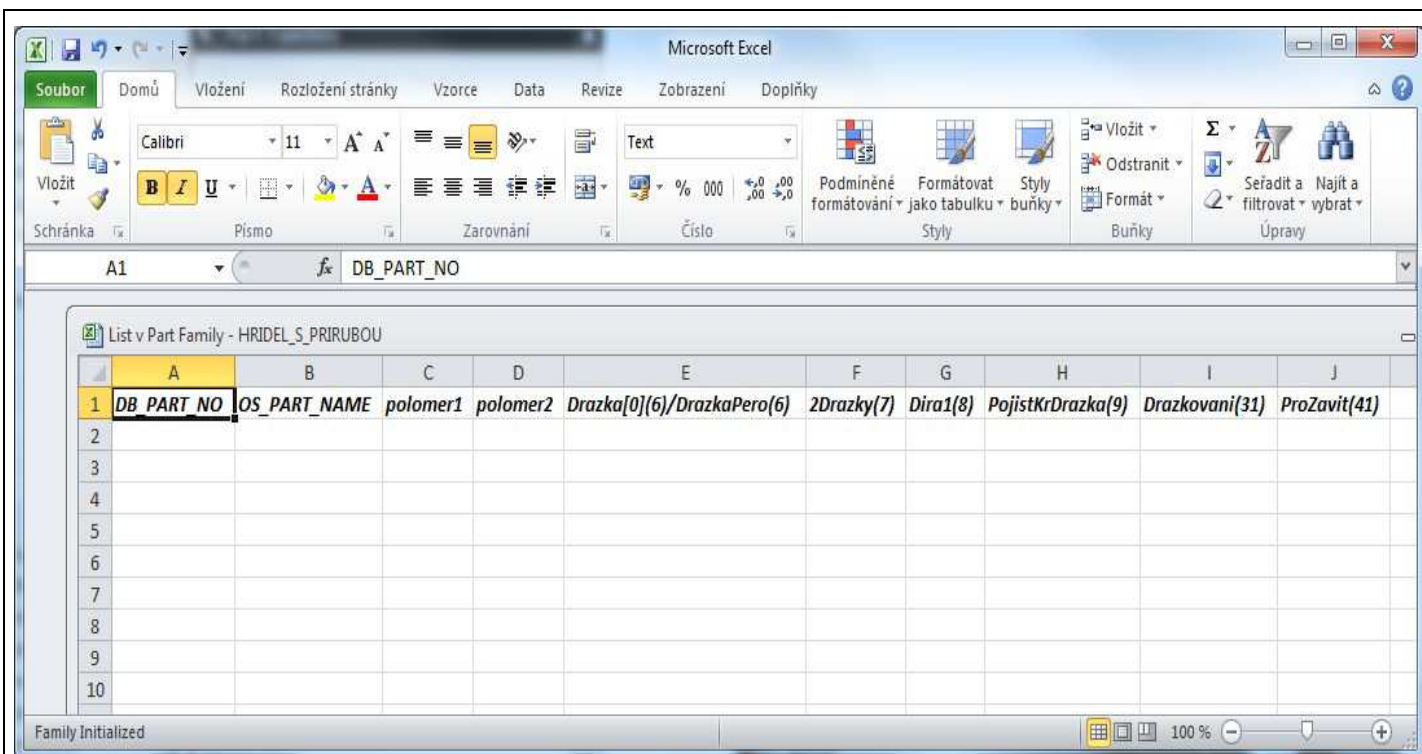 Microsoft Excel
Soubor Domů Vložení Rozložení stránky Vzorce Data Revize Zobrazení Doplňky
Vložit
Schránka
Calibri 11
B I U
Písmo
Zarovnání
Text
% 000
Číslo
Podmíněné formátování
Formátovat jako tabulku
Styly buňky
Styly
Vložit
Odstranit
Formát
Buňky
Σ
Seřadit a filtrovat
Najít a vybrat
Úpravy
A1 fx DB_PART_NO
List v Part Family - HRIDEL_S_PRIRUBOU
A B C D E F G H I J
1 DB_PART_NO OS_PART_NAME polomer1 polomer2 Drazka[0](6)/DrazkaPero(6) 2Drazky(7) Dira1(8) PojistKrDrazka(9) Drazkovani(31) ProZavit(41)
2
3
4
5
6
7
8
9
10
Family Initialized 100 %